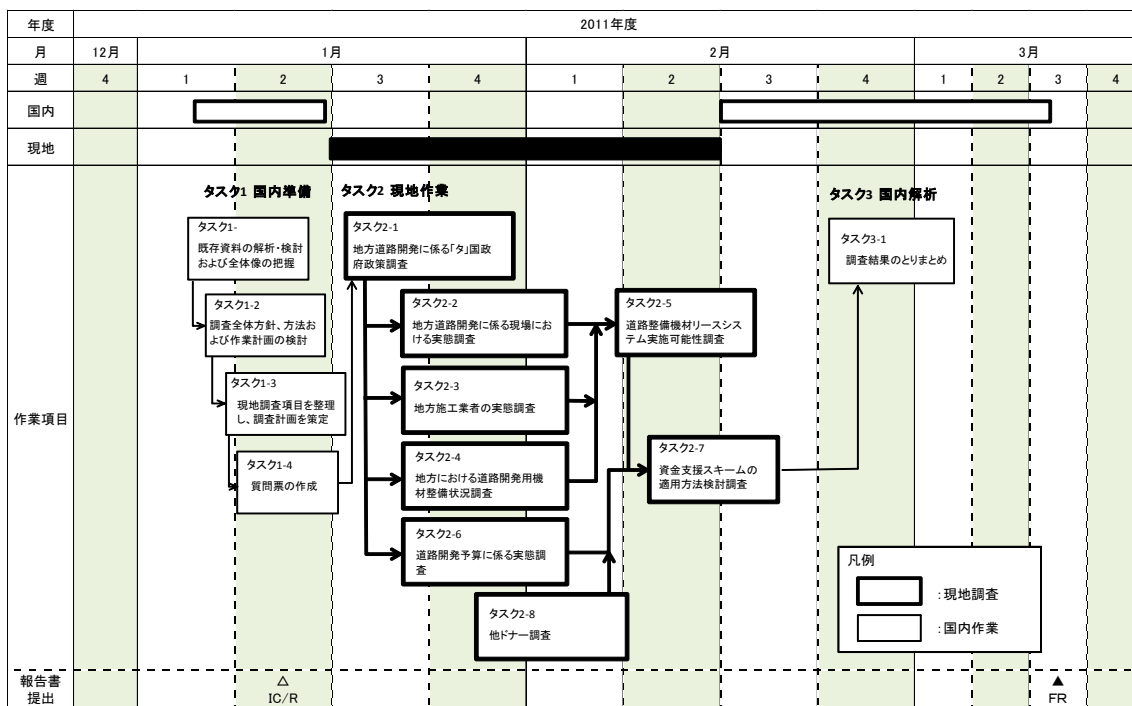 年度
2011年度
月
12月
1月
2月
3月
週
4
1
2
3
4
1
2
3
4
1
2
3
4
国内
現地
作業項目
タスク1 国内準備
タスク2 現地作業
タスク3 国内解析
タスク1-
既存資料の解析・検討
および全体像の把握
タスク1-2
調査全体方針、方法お
よび作業計画の検討
タスク1-3
現地調査項目を整理
し、調査計画を策定
タスク1-4
質問票の作成
タスク2-1
地方道路開発に係る「タ」国政
府政策調査
タスク2-2
地方道路開発に係る現場にお
ける実態調査
タスク2-3
地方施工業者の実態調査
タスク2-4
地方における道路開発用機
材整備状況調査
タスク2-6
道路開発予算に係る実態調
査
タスク2-8
他ドナー調査
タスク2-5
道路整備機材リースシス
テム実施可能性調査
タスク2-7
資金支援スキームの
適用方法検討調査
タスク3-1
調査結果のとりまとめ
凡例
:現地調査
:国内作業
報告書
提出
△
IC/R
▲
FR